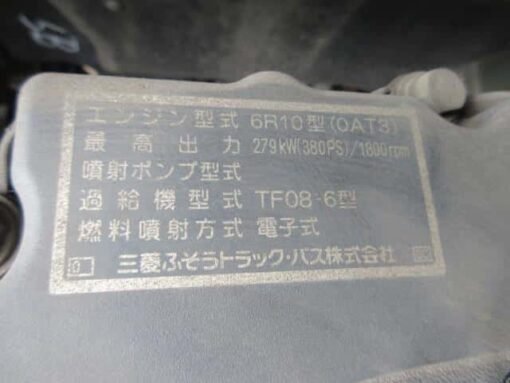 エンジン型式 6R10型(0AT3)
最高出力 279kW(380PS)/1800rpm
噴射ポンプ型式
過給機型式 TF08-6型
燃料噴射方式 電子式
三菱ふそうトラック・バス株式会社